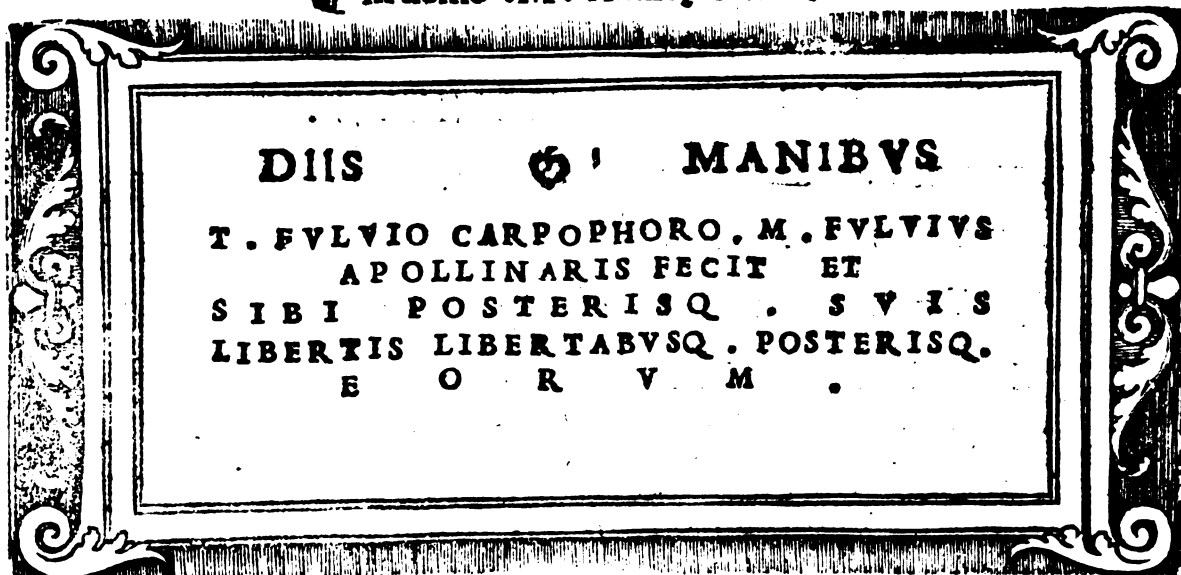 DIIS MANIBVS
T . FVLVIO CARPOPHORO . M . FVLVIVS
APOLLINARIS FECIT ET
SIBI POSTERISQ . SVIS
LIBERTIS LIBERTABVSQ . POSTERISQ .
EORVM .